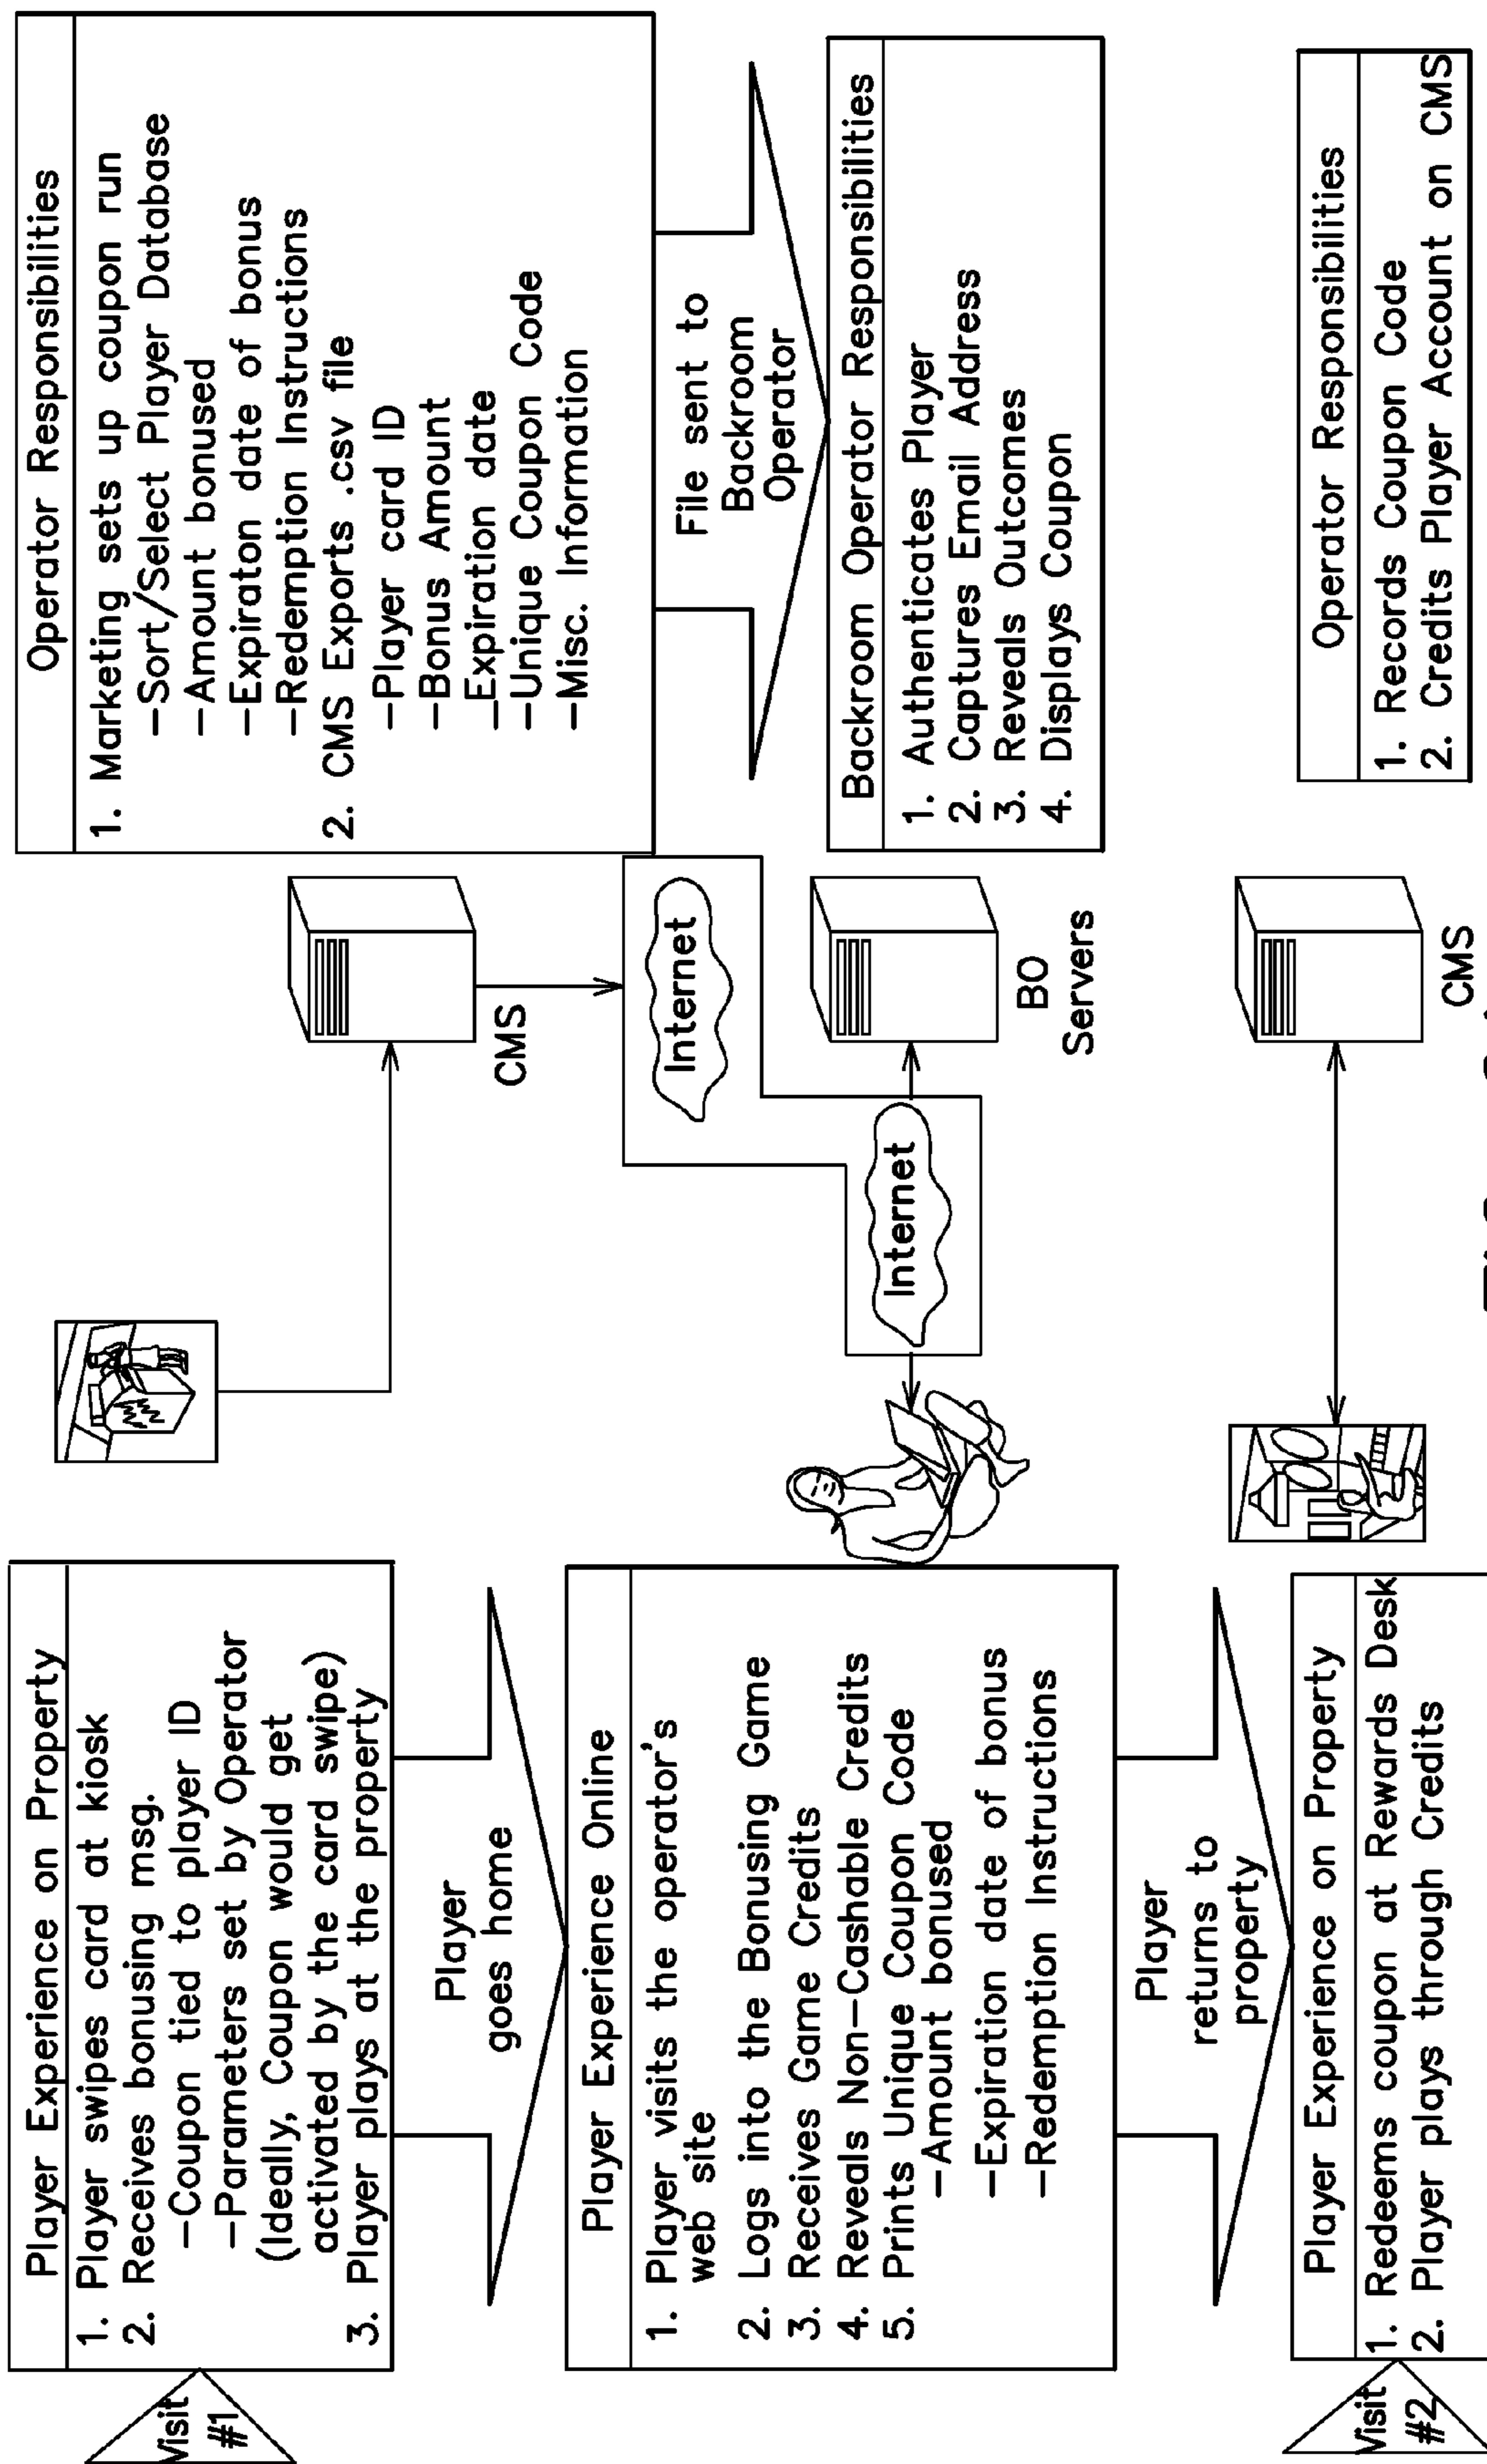 Visit
#1
Player Experience on Property
1. Player swipes card at kiosk
2. Receives bonusing msg.
-Coupon tied to player ID
-Parameters set by Operator
(Ideally, Coupon would get
activated by the card swipe)
3. Player plays at the property
Player
goes home
Player Experience Online
1. Player visits the operator's
web site
2. Logs into the Bonusing Game
3. Receives Game Credits
4. Reveals Non-Cashable Credits
5. Prints Unique Coupon Code
-Amount bonused
-Expiration date of bonus
-Redemption Instructions
Player
returns to
property
Visit
#2
Player Experience on Property
1. Redeems coupon at Rewards Desk
2. Player plays through Credits
CMS
Internet
Internet
BO
Servers
CMS
Operator Responsibilities
1. Marketing sets up coupon run
-Sort/Select Player Database
-Amount bonused
-Expiraton date of bonus
-Redemption Instructions
2. CMS Exports .csv file
-Player card ID
-Bonus Amount
-Expiration date
-Unique Coupon Code
-Misc. Information
File sent to
Backroom
Operator
Backroom Operator Responsibilities
1. Authenticates Player
2. Captures Email Address
3. Reveals Outcomes
4. Displays Coupon
Operator Responsibilities
1. Records Coupon Code
2. Credits Player Account on CMS